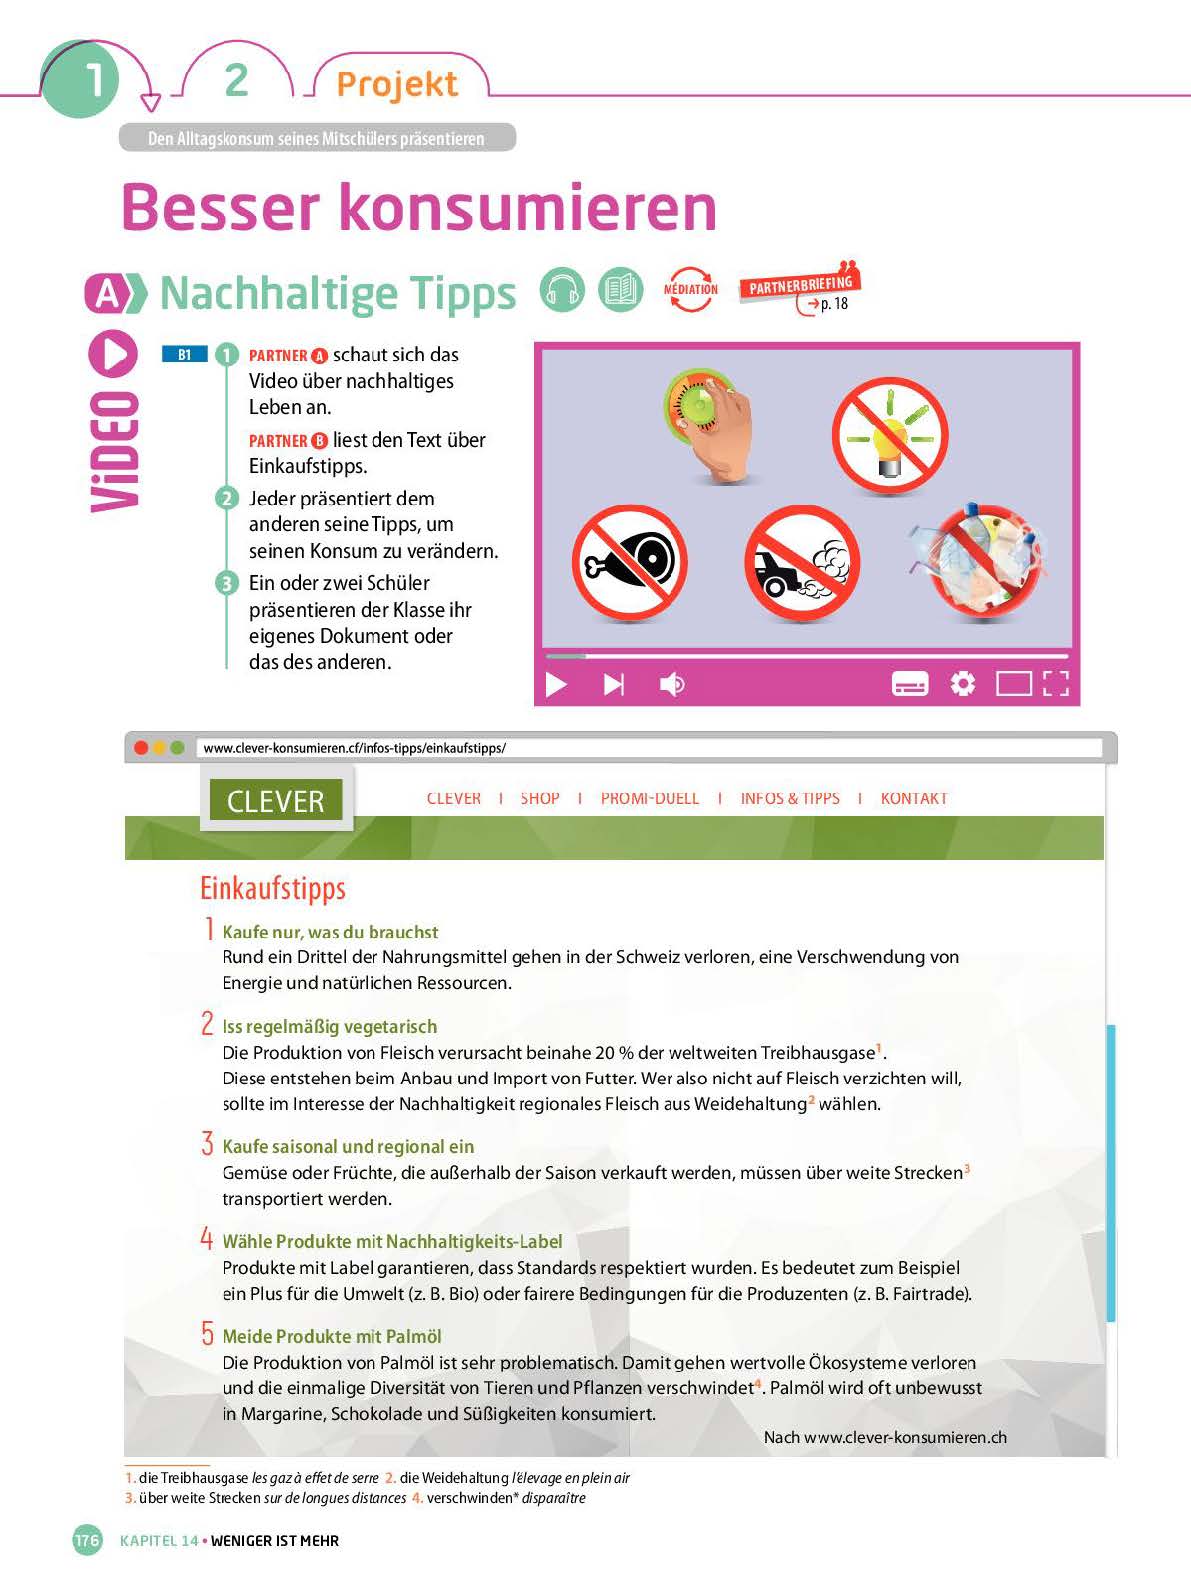 1
2
Projekt
Den Alltagskonsum seines Mitschülers präsentieren
Besser konsumieren
A Nachhaltige Tipps
MÉDIATION
PARTNERBRIEFING
p. 18
ViDEO
B1
1 PARTNER A schaut sich das
Video über nachhaltiges
Leben an.
PARTNER B liest den Text über
Einkaufstipps.
2 Jeder präsentiert dem
anderen seine Tipps, um
seinen Konsum zu verändern.
3 Ein oder zwei Schüler
präsentieren der Klasse ihr
eigenes Dokument oder
das des anderen.
www.clever-konsumieren.cf/infos-tipps/einkaufstipps/
CLEVER
CLEVER I SHOP I PROMI-DUELL I INFOS & TIPPS I KONTAKT
Einkaufstipps
1 Kaufe nur, was du brauchst
Rund ein Drittel der Nahrungsmittel gehen in der Schweiz verloren, eine Verschwendung von
Energie und natürlichen Ressourcen.
2 Iss regelmäßig vegetarisch
Die Produktion von Fleisch verursacht beinahe 20 % der weltweiten Treibhausgase1.
Diese entstehen beim Anbau und Import von Futter. Wer also nicht auf Fleisch verzichten will,
sollte im Interesse der Nachhaltigkeit regionales Fleisch aus Weidehaltung2 wählen.
3 Kaufe saisonal und regional ein
Gemüse oder Früchte, die außerhalb der Saison verkauft werden, müssen über weite Strecken3
transportiert werden.
4 Wähle Produkte mit Nachhaltigkeits-Label
Produkte mit Label garantieren, dass Standards respektiert wurden. Es bedeutet zum Beispiel
ein Plus für die Umwelt (z. B. Bio) oder fairere Bedingungen für die Produzenten (z. B. Fairtrade).
5 Meide Produkte mit Palmöl
Die Produktion von Palmöl ist sehr problematisch. Damit gehen wertvolle Ökosysteme verloren
und die einmalige Diversität von Tieren und Pflanzen verschwindet4. Palmöl wird oft unbewusst
in Margarine, Schokolade und Süßigkeiten konsumiert.
Nach www.clever-konsumieren.ch
1. die Treibhausgase les gaz à effet de serre 2. die Weidehaltung l'élevage en plein air
3. über weite Strecken sur de longues distances 4. verschwinden* disparaître
176 KAPITEL 14 • WENIGER IST MEHR